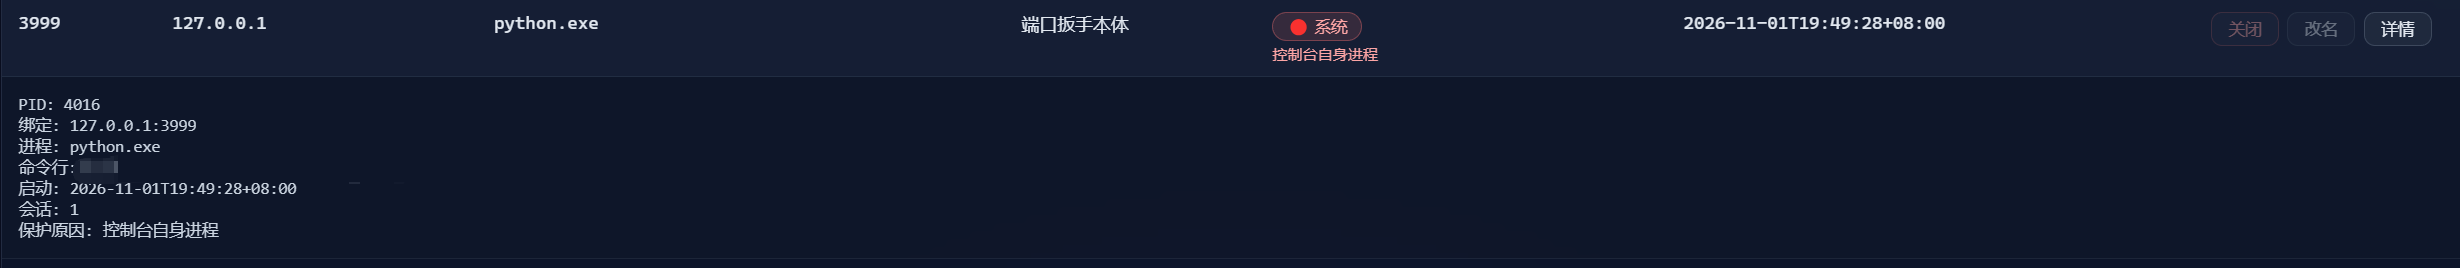 3999 127.0.0.1 python.exe 端口扳手本体 系统 2026-11-01T19:49:28+08:00 关闭 改名 详情
控制台自身进程
PID: 4016
绑定: 127.0.0.1:3999
进程: python.exe
命令行:
启动: 2026-11-01T19:49:28+08:00
会话: 1
保护原因: 控制台自身进程